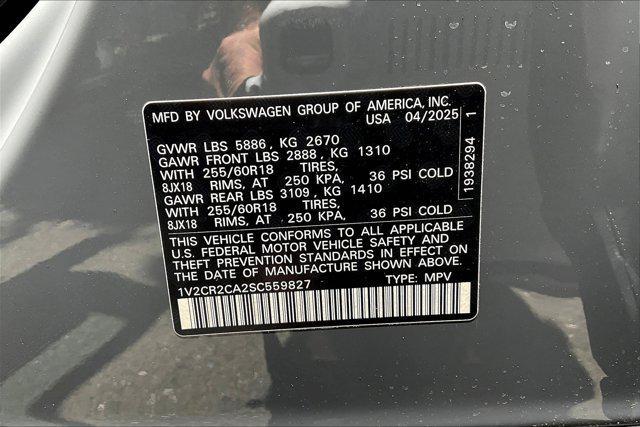 MFD BY VOLKSWAGEN GROUP OF AMERICA, INC.
USA 04/2025
GVWR LBS 5886, KG 2670
GAWR FRONT LBS 2888, KG 1310
WITH 255/60R18 TIRES,
8JX18 RIMS, AT 250 KPA, 36 PSI COLD
GAWR REAR LBS 3109, KG 1410
WITH 255/60R18 TIRES,
8JX18 RIMS, AT 250 KPA, 36 PSI COLD
THIS VEHICLE CONFORMS TO ALL APPLICABLE
U.S. FEDERAL MOTOR VEHICLE SAFETY AND
THEFT PREVENTION STANDARDS IN EFFECT ON
THE DATE OF MANUFACTURE SHOWN ABOVE.
1V2CR2CA2SC559827 TYPE: MPV
1938294 1